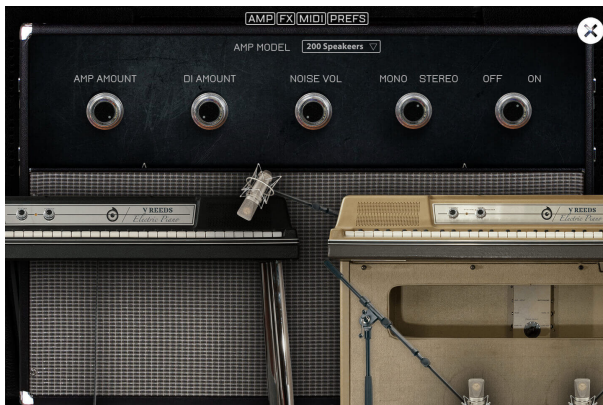 AMP FX MIDI PREFS
AMP MODEL 200 Speakeers
AMP AMOUNT DI AMOUNT NOISE VOL MONO STEREO OFF ON
V REEDS
Electric Piano
V REEDS
Electric Piano